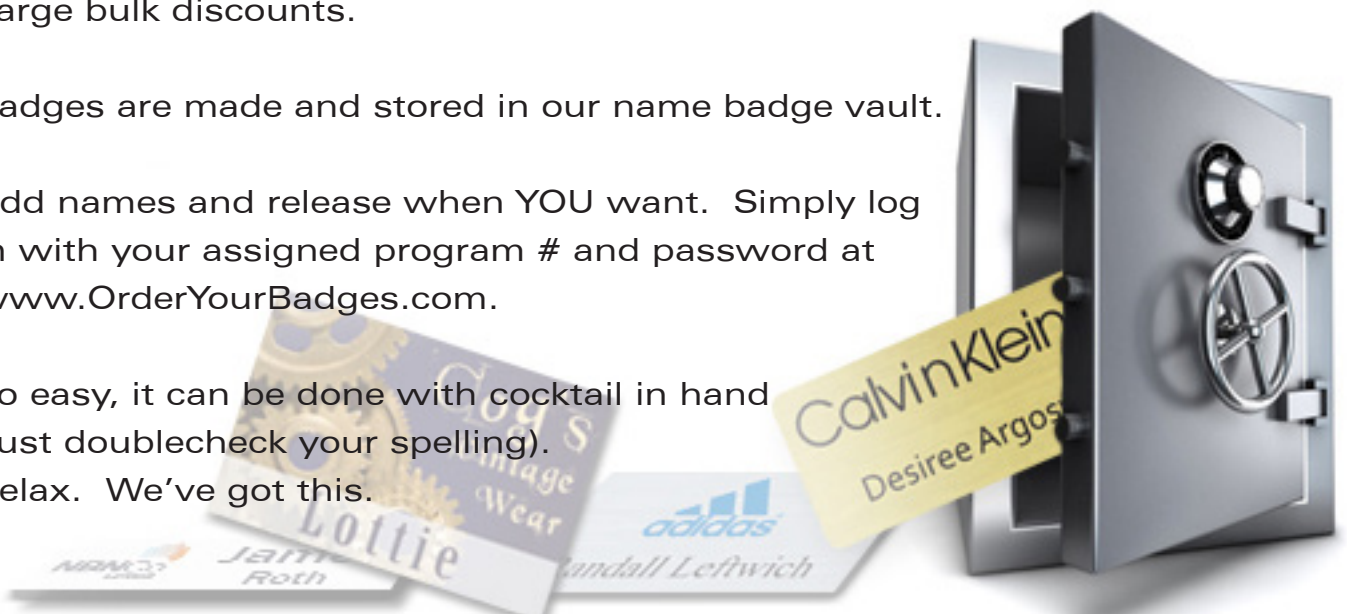 arge bulk discounts.
adges are made and stored in our name badge vault.
dd names and release when YOU want.  Simply log
n with your assigned program # and password at
www.OrderYourBadges.com.
o easy, it can be done with cocktail in hand
ust doublecheck your spelling).
elax.  We've got this.
Cog's
Vintage
Wear
Lottie
CalvinKlein
Desiree Argos
adidas
andall Leftwich
Roth